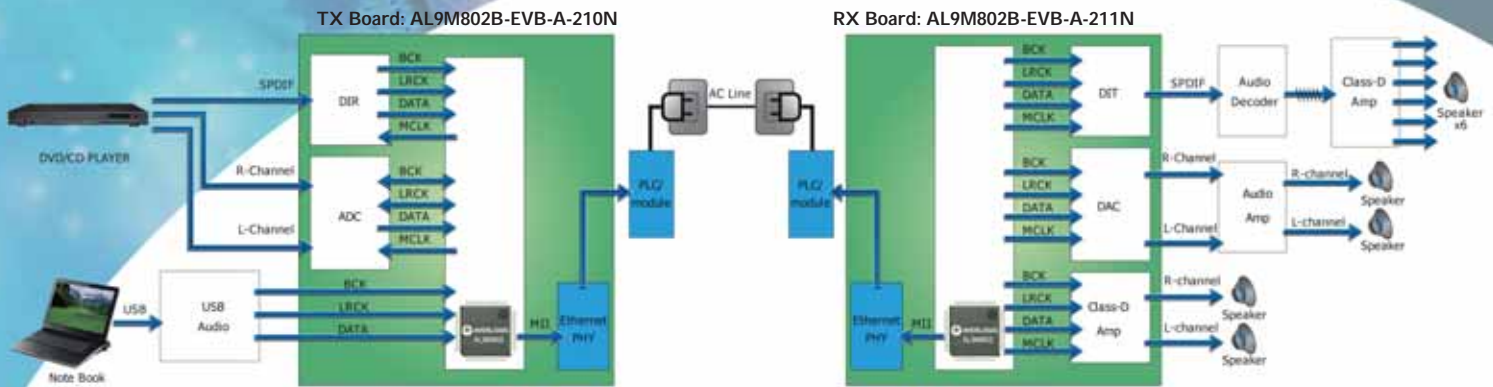 TX Board: AL9M802B-EVB-A-210N
RX Board: AL9M802B-EVB-A-211N
SPDIF
DIR
BCK
LRCK
DATA
MCLK
DVD/CD PLAYER
R-Channel
L-Channel
ADC
BCK
LRCK
DATA
MCLK
Note Book
USB
USB
Audio
BCK
LRCK
DATA
MII
Ethernet
PHY
PLC/
module
AC Line
PLC/
module
Ethernet
PHY
MII
BCK
LRCK
DATA
MCLK
DIT
SPDIF
Audio
Decoder
Class-D
Amp
Speaker
x6
BCK
LRCK
DATA
MCLK
DAC
R-Channel
L-Channel
Audio
Amp
R-channel
Speaker
L-channel
Speaker
BCK
LRCK
DATA
MCLK
Class-D
Amp
R-channel
Speaker
L-channel
Speaker